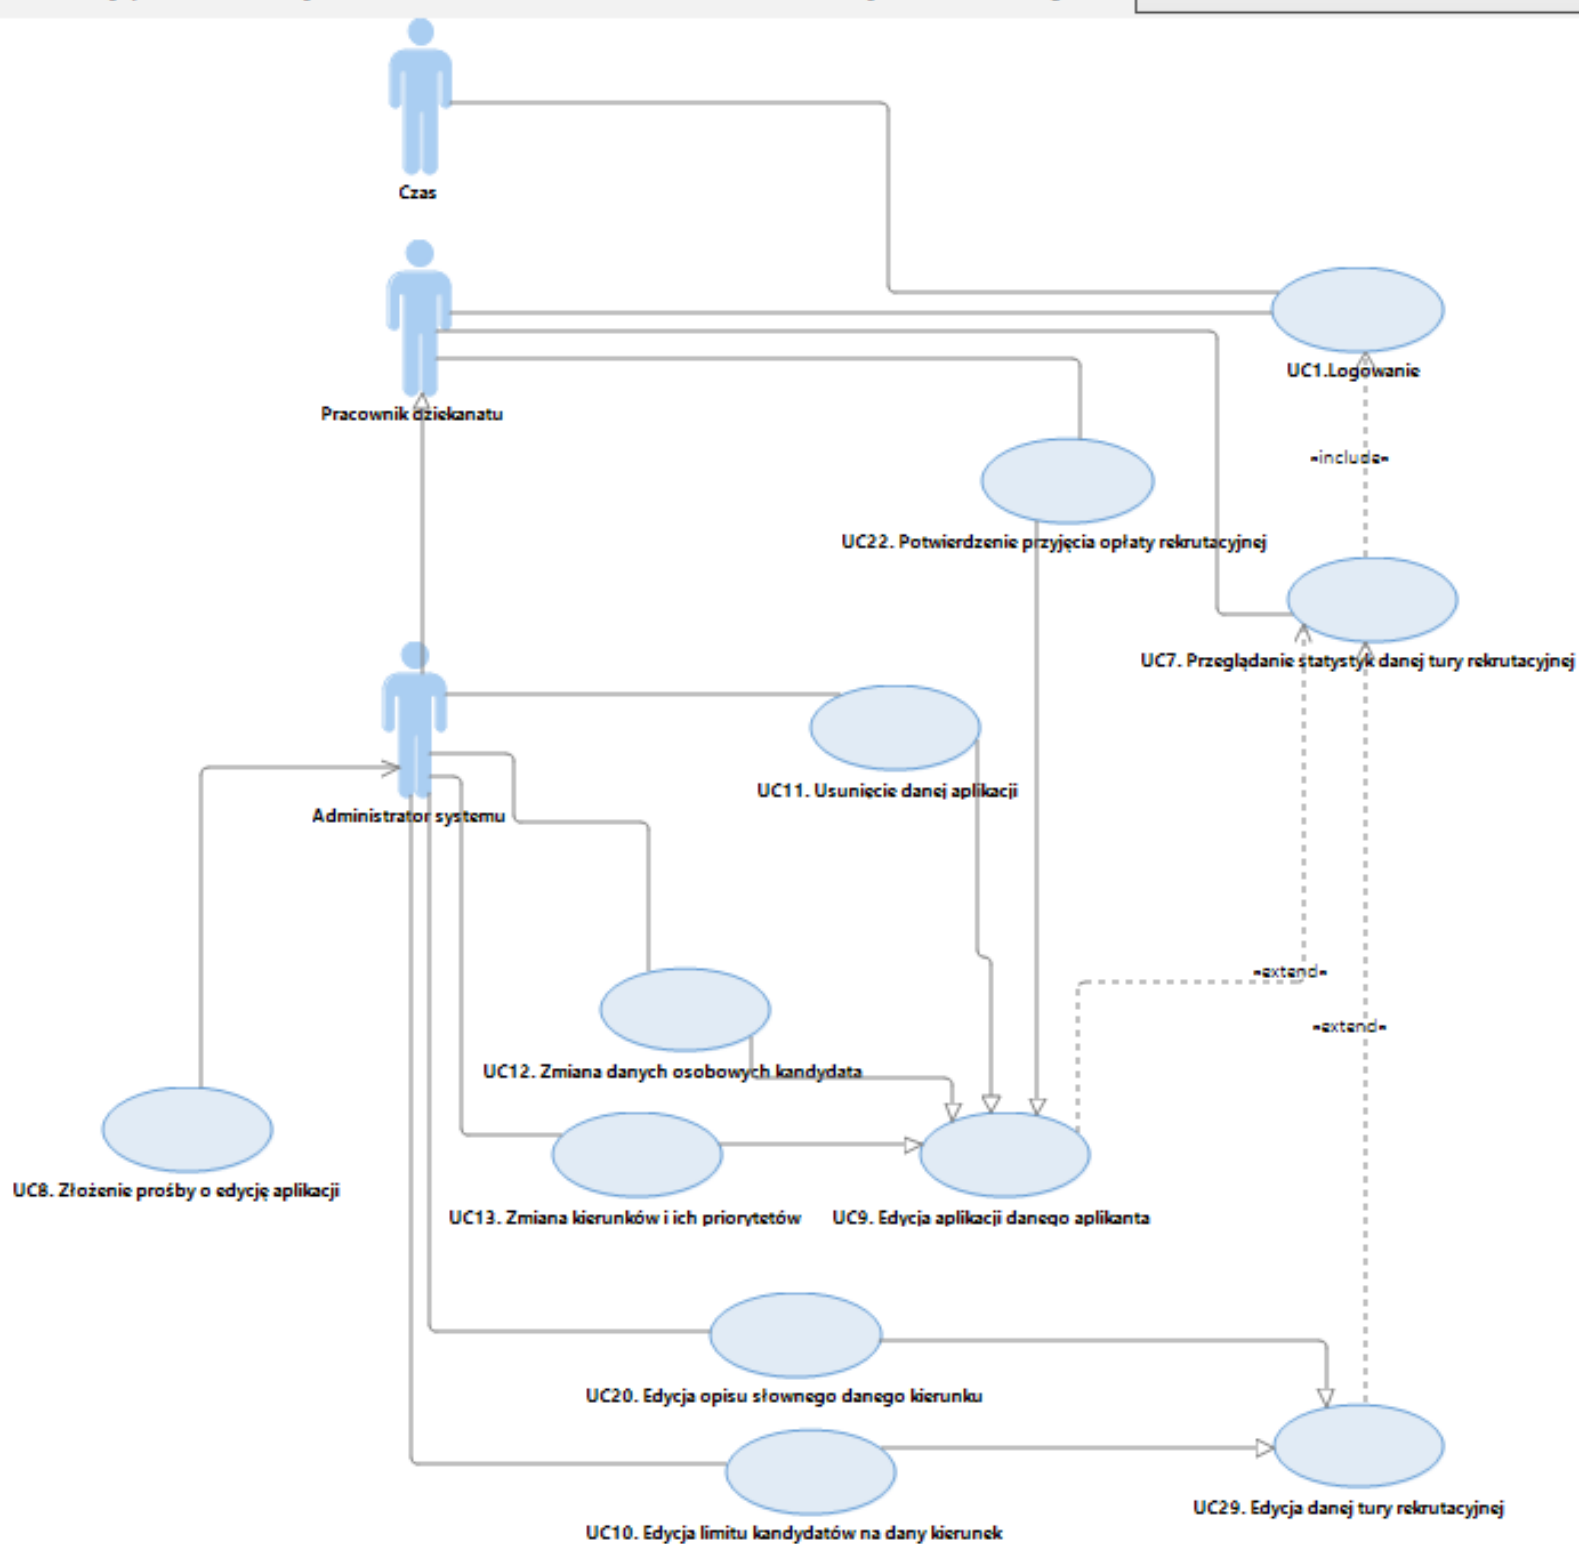 Czas
Pracownik dziekanatu
UC1.Logowanie
«include»
UC22. Potwierdzenie przyjęcia opłaty rekrutacyjnej
UC7. Przeglądanie statystyk danej tury rekrutacyjnej
UC11. Usunięcie danej aplikacji
Administrator systemu
«extend»
«extend»
UC12. Zmiana danych osobowych kandydata
UC8. Złożenie prośby o edycję aplikacji
UC13. Zmiana kierunków i ich priorytetów
UC9. Edycja aplikacji danego aplikanta
UC20. Edycja opisu słownego danego kierunku
UC29. Edycja danej tury rekrutacyjnej
UC10. Edycja limitu kandydatów na dany kierunek